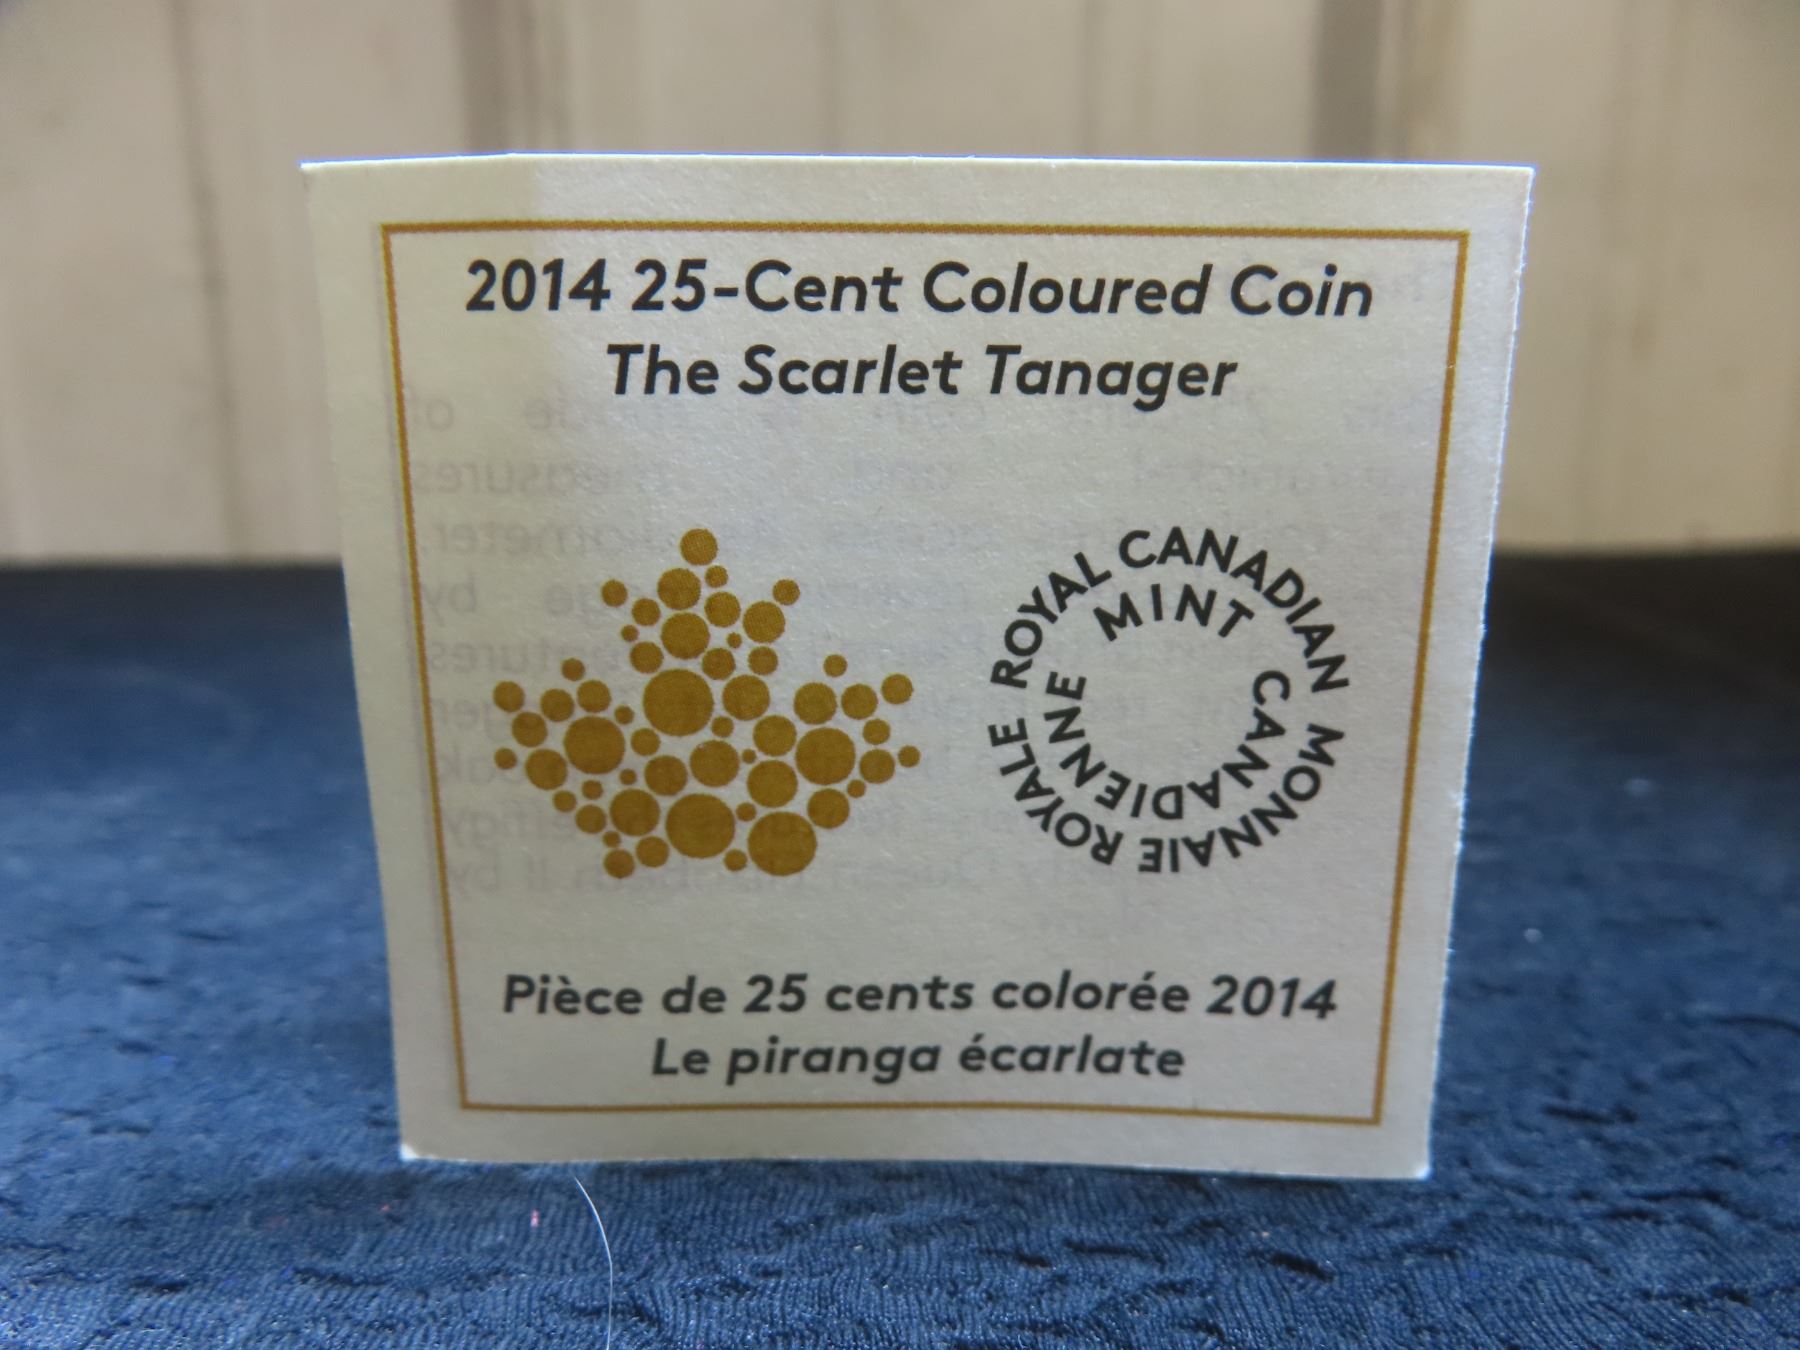 2014 25-Cent Coloured Coin
The Scarlet Tanager
ROYAL CANADIAN MINT
CANADIAN
MONNAIE ROYALE
CANADIENNE
Pièce de 25 cents colorée 2014
Le piranga écarlate